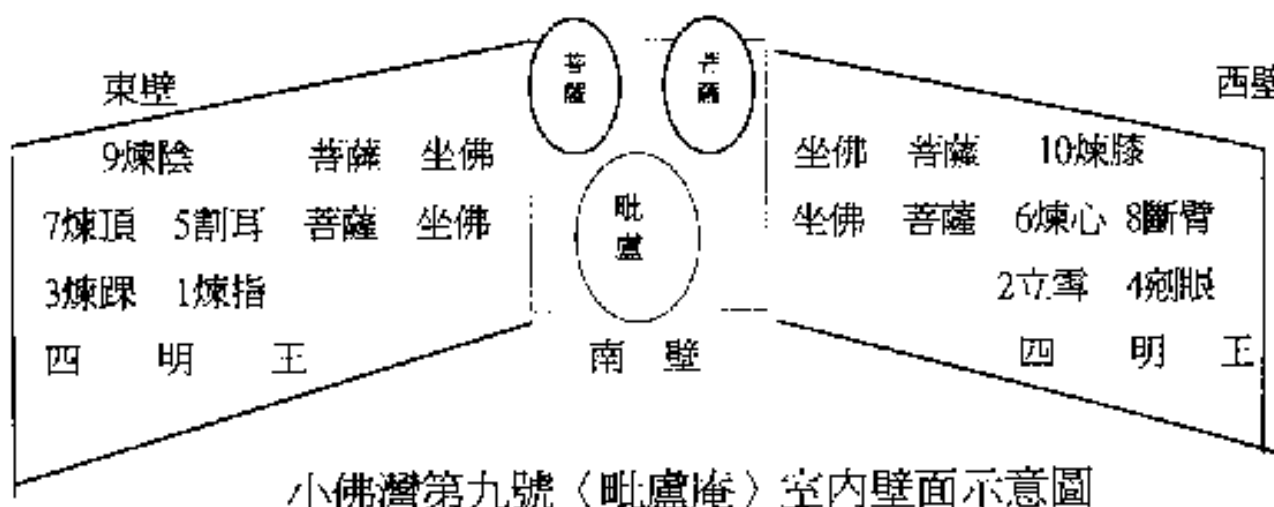 菩薩
菩薩
東壁
西壁
9煉陰 菩薩 坐佛
坐佛 菩薩 10煉膝
7煉頂 5割耳 菩薩 坐佛
毗盧
坐佛 菩薩 6煉心 8斷臂
3煉踝 1煉指
2立雪 4剜眼
四明王
南壁
四明王
小佛灣第九號〈毗盧庵〉室內壁面示意圖